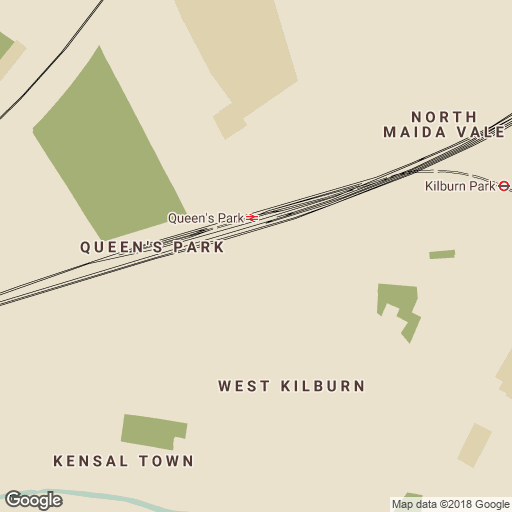 NORTH
MAIDA VALE
Kilburn Park
Queen's Park
QUEEN'S PARK
WEST KILBURN
KENSAL TOWN
Google
Map data ©2018 Google